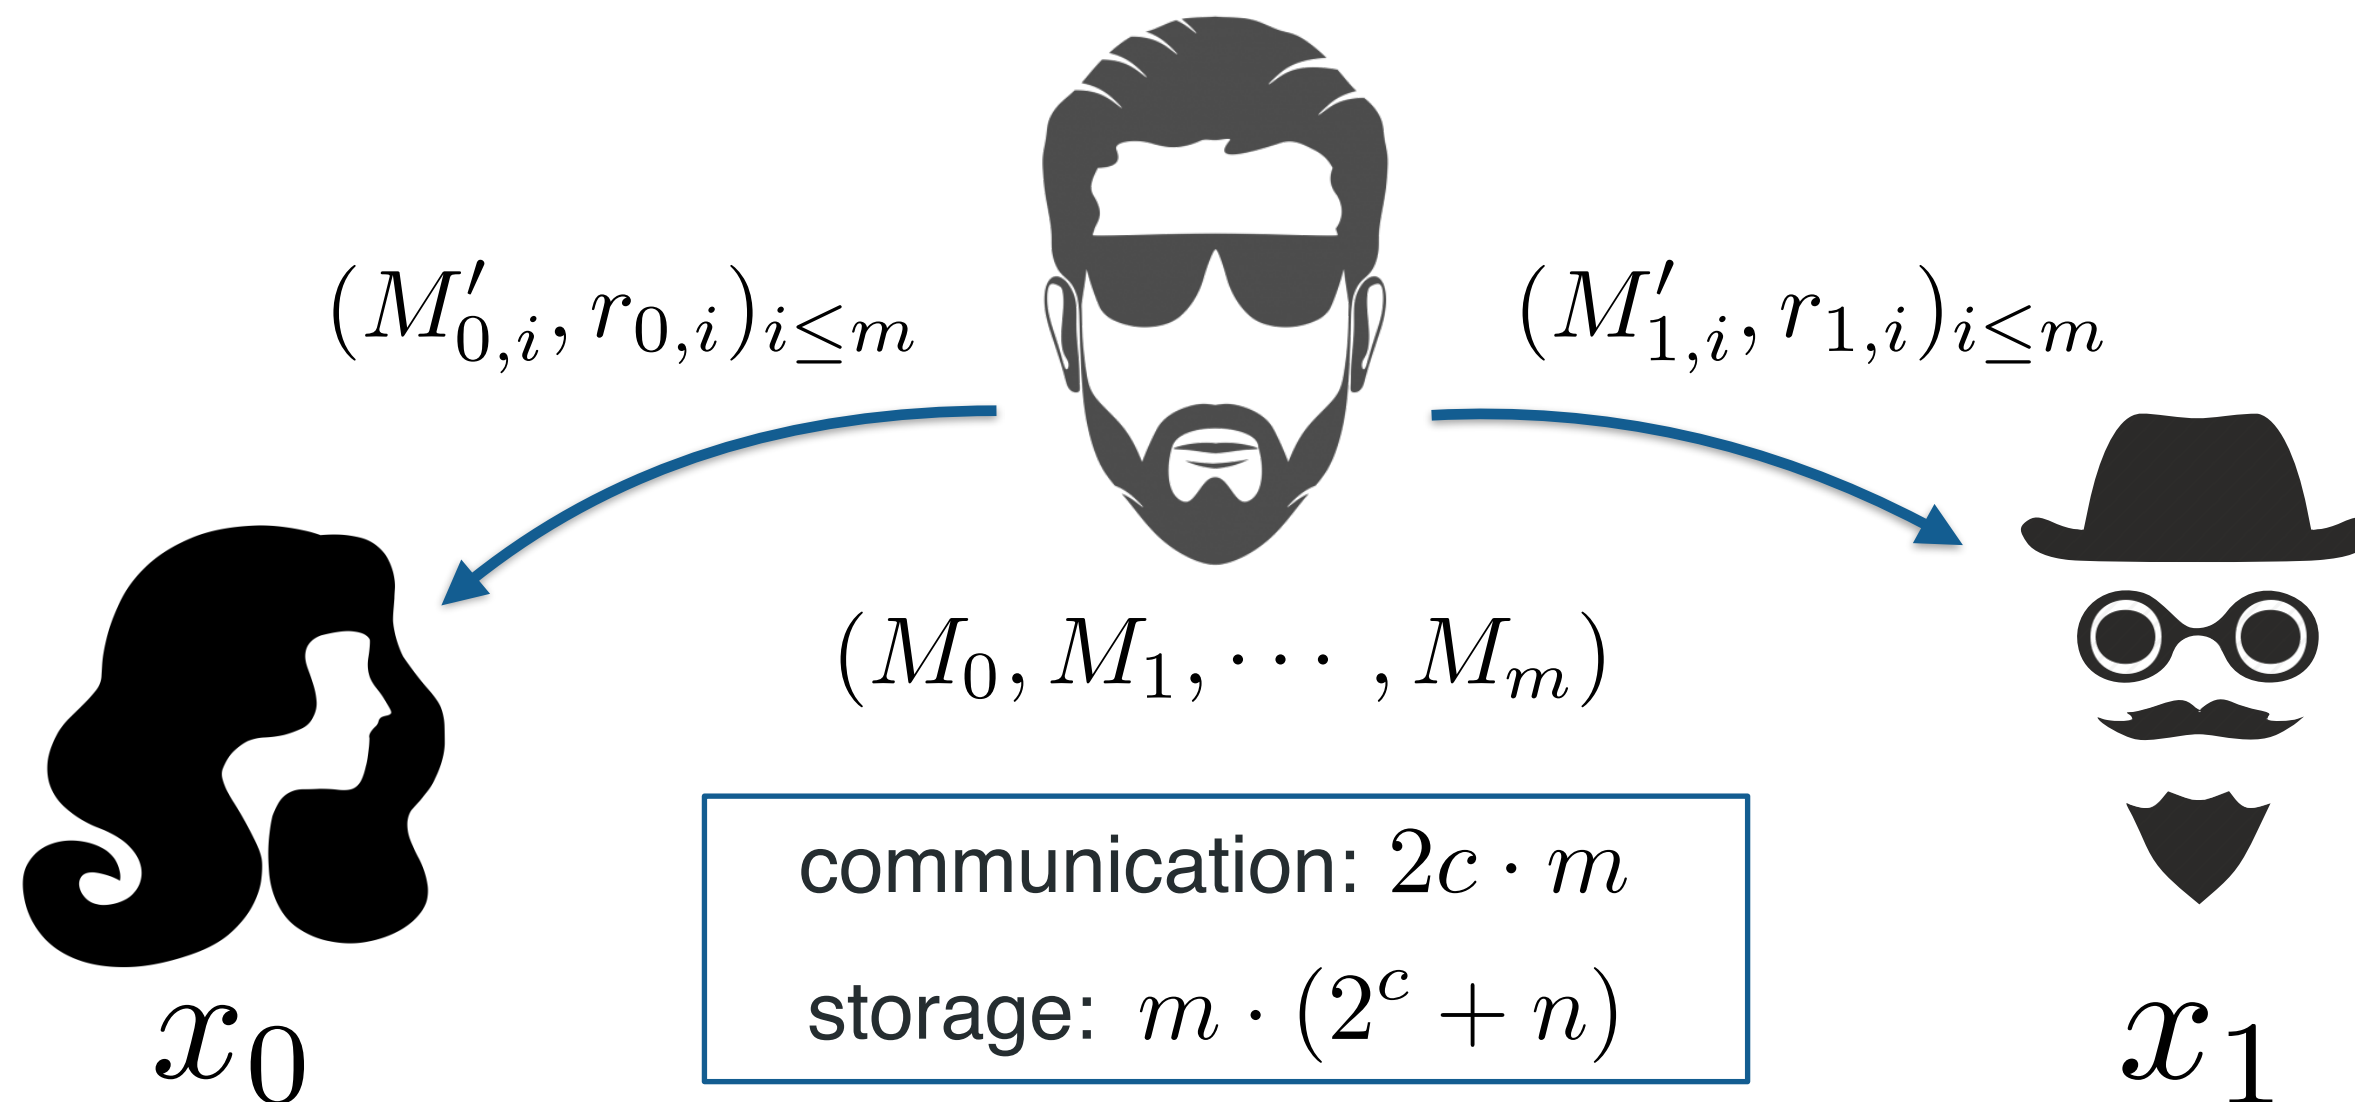 (M′_{0,i}, r_{0,i})_{i≤m}
(M′_{1,i}, r_{1,i})_{i≤m}
(M_0, M_1, ⋯ , M_m)
communication: 2c · m
storage: m · (2^c + n)
x_0
x_1